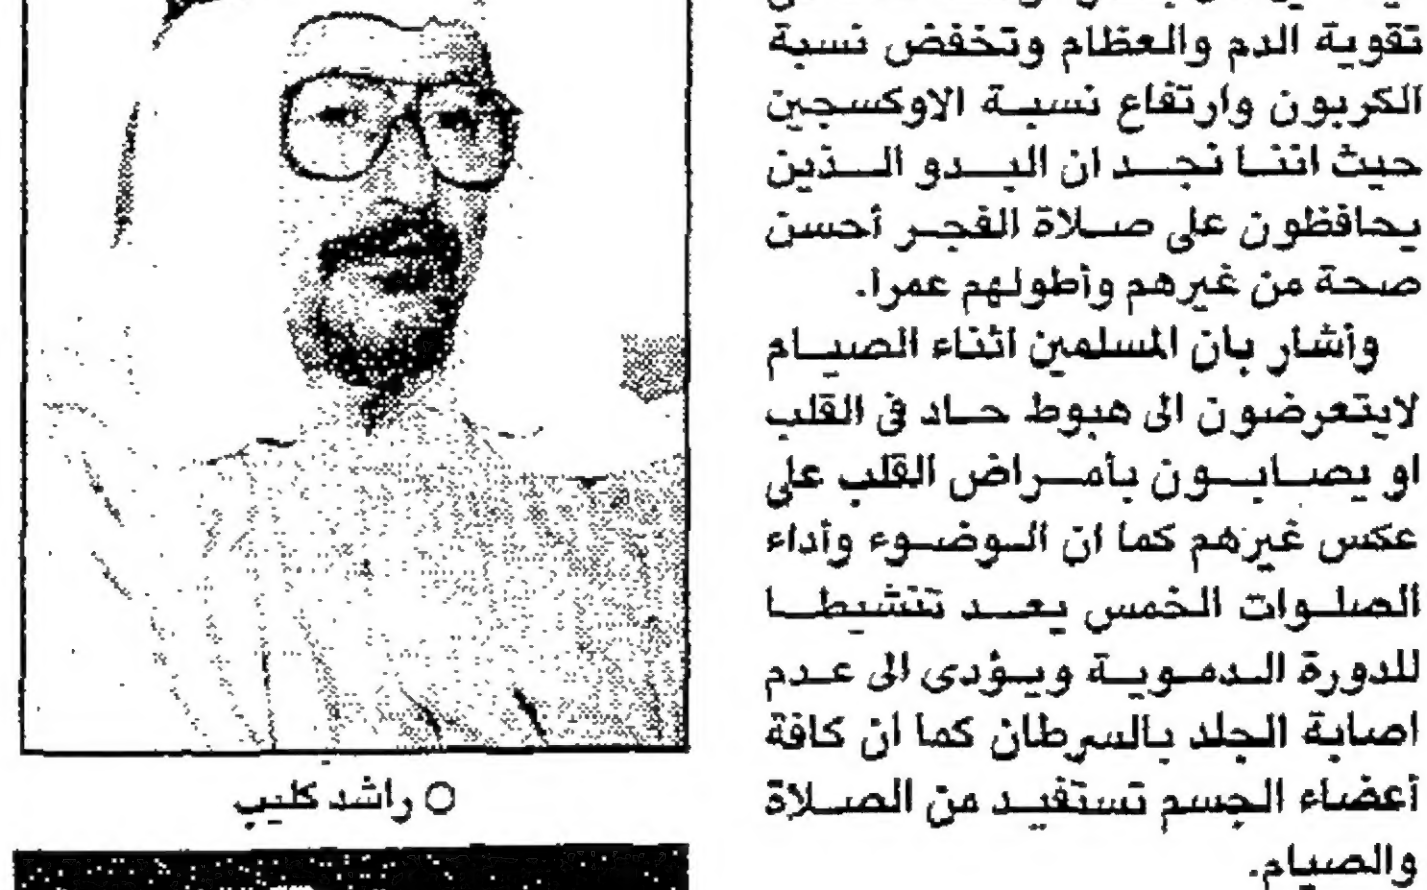 تقوية الدم والعظام وتخفض نسبة
الكربون وارتفاع نسبة الاوكسجين
حيث اننا نجد ان البدو الذين
يحافظون على صلاة الفجر أحسن
صحة من غيرهم وأطولهم عمرا.
وأشار بان المسلمين اثناء الصيام
لايتعرضون الى هبوط حاد في القلب
او يصابون بأمراض القلب على
عكس غيرهم كما ان الوضوء وأداء
الصلوات الخمس يعد تنشيطا
للدورة الدموية ويؤدى الى عدم
اصابة الجلد بالسرطان كما ان كافة
أعضاء الجسم تستفيد من الصلاة
والصيام.
○ راشد كليب